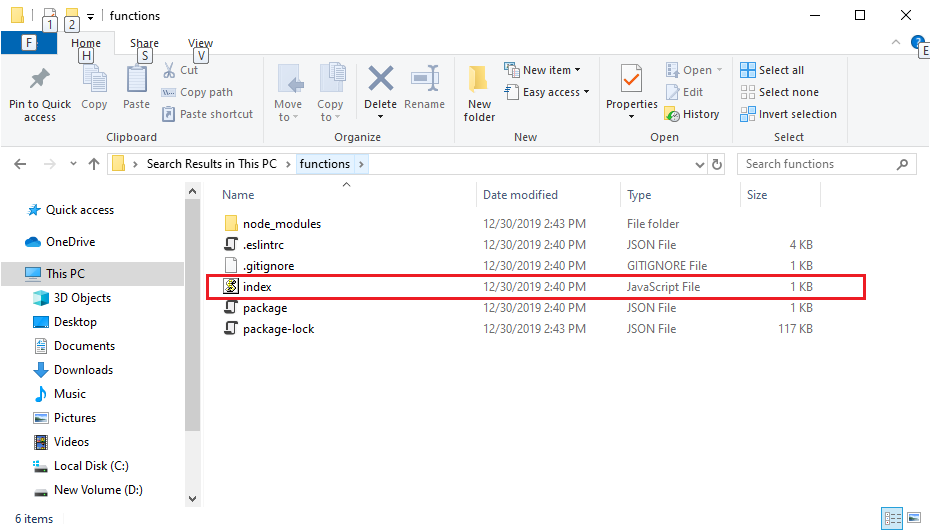 functions
1 2
F Home Share View ? E
H S V
Pin to Quick access
Copy
Paste
Cut
Copy path
Paste shortcut
Clipboard
Move to
Copy to
Delete
Rename
Organize
New folder
New item
Easy access
New
Properties
Open
Edit
History
Open
Select all
Select none
Invert selection
Select
Search Results in This PC functions Search functions
Name Date modified Type Size
Quick access
OneDrive
This PC
3D Objects
Desktop
Documents
Downloads
Music
Pictures
Videos
Local Disk (C:)
New Volume (D:)
node_modules 12/30/2019 2:43 PM File folder
.eslintrc 12/30/2019 2:40 PM JSON File 4 KB
.gitignore 12/30/2019 2:40 PM GITIGNORE File 1 KB
index 12/30/2019 2:40 PM JavaScript File 1 KB
package 12/30/2019 2:40 PM JSON File 1 KB
package-lock 12/30/2019 2:43 PM JSON File 117 KB
6 items